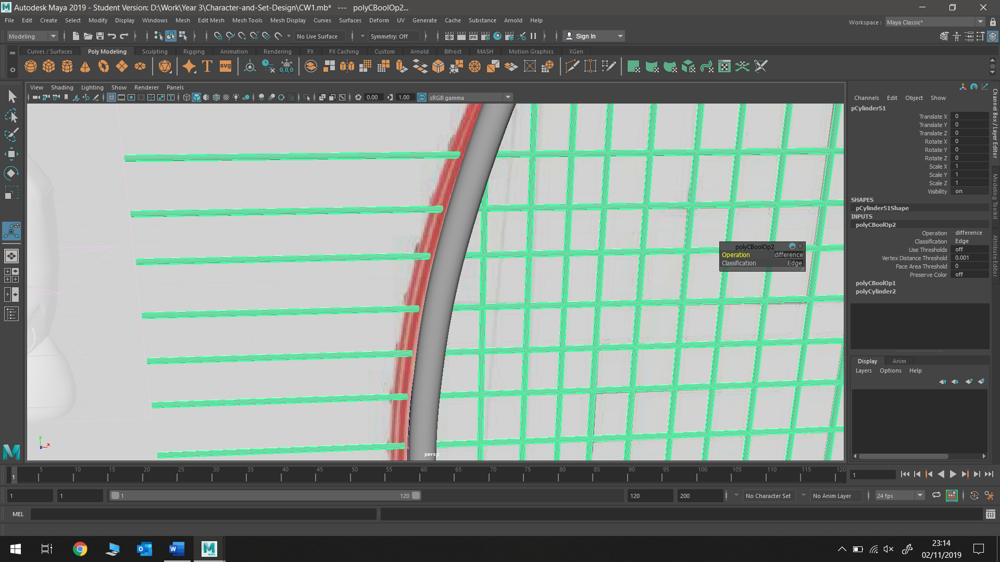 Autodesk Maya 2019 - Student Version: D:\Work\Year 3\Character-and-Set-Design\CW1.mb*   ---   polyCBoolOp2...
File Edit Create Select Modify Display Windows Mesh Edit Mesh Mesh Tools Mesh Display Curves Surfaces Deform UV Generate Cache Substance Arnold Help
Workspace : Maya Classic*
Modeling No Live Surface Symmetry: Off IPR Sign In
Curves / Surfaces Poly Modeling Sculpting Rigging Animation Rendering FX FX Caching Custom Arnold Bifrost MASH Motion Graphics XGen
T SVG 0,0,0
View Shading Lighting Show Renderer Panels
0.00 1.00 ON sRGB gamma
Channels Edit Object Show
pCylinder51
Translate X 0
Translate Y 0
Translate Z 0
Rotate X 0
Rotate Y 0
Rotate Z 0
Scale X 1
Scale Y 1
Scale Z 1
Visibility on
SHAPES
pCylinder51Shape
INPUTS
polyCBoolOp2
Operation difference
Classification Edge
Use Thresholds off
Vertex Distance Threshold 0.001
Face Area Threshold 0
Preserve Color off
polyCBoolOp1
polyCylinder2
Channel Box / Layer Editor
Modeling Toolkit
Attribute Editor
polyCBoolOp2
Operation difference
Classification Edge
Display Anim
Layers Options Help
y
x
z
persp
1 5 10 15 20 25 30 35 40 45 50 55 60 65 70 75 80 85 90 95 100 105 110 115 120 1
1 1 1 120 120 200 No Character Set No Anim Layer 24 fps
MEL
MAYA
23:14
02/11/2019